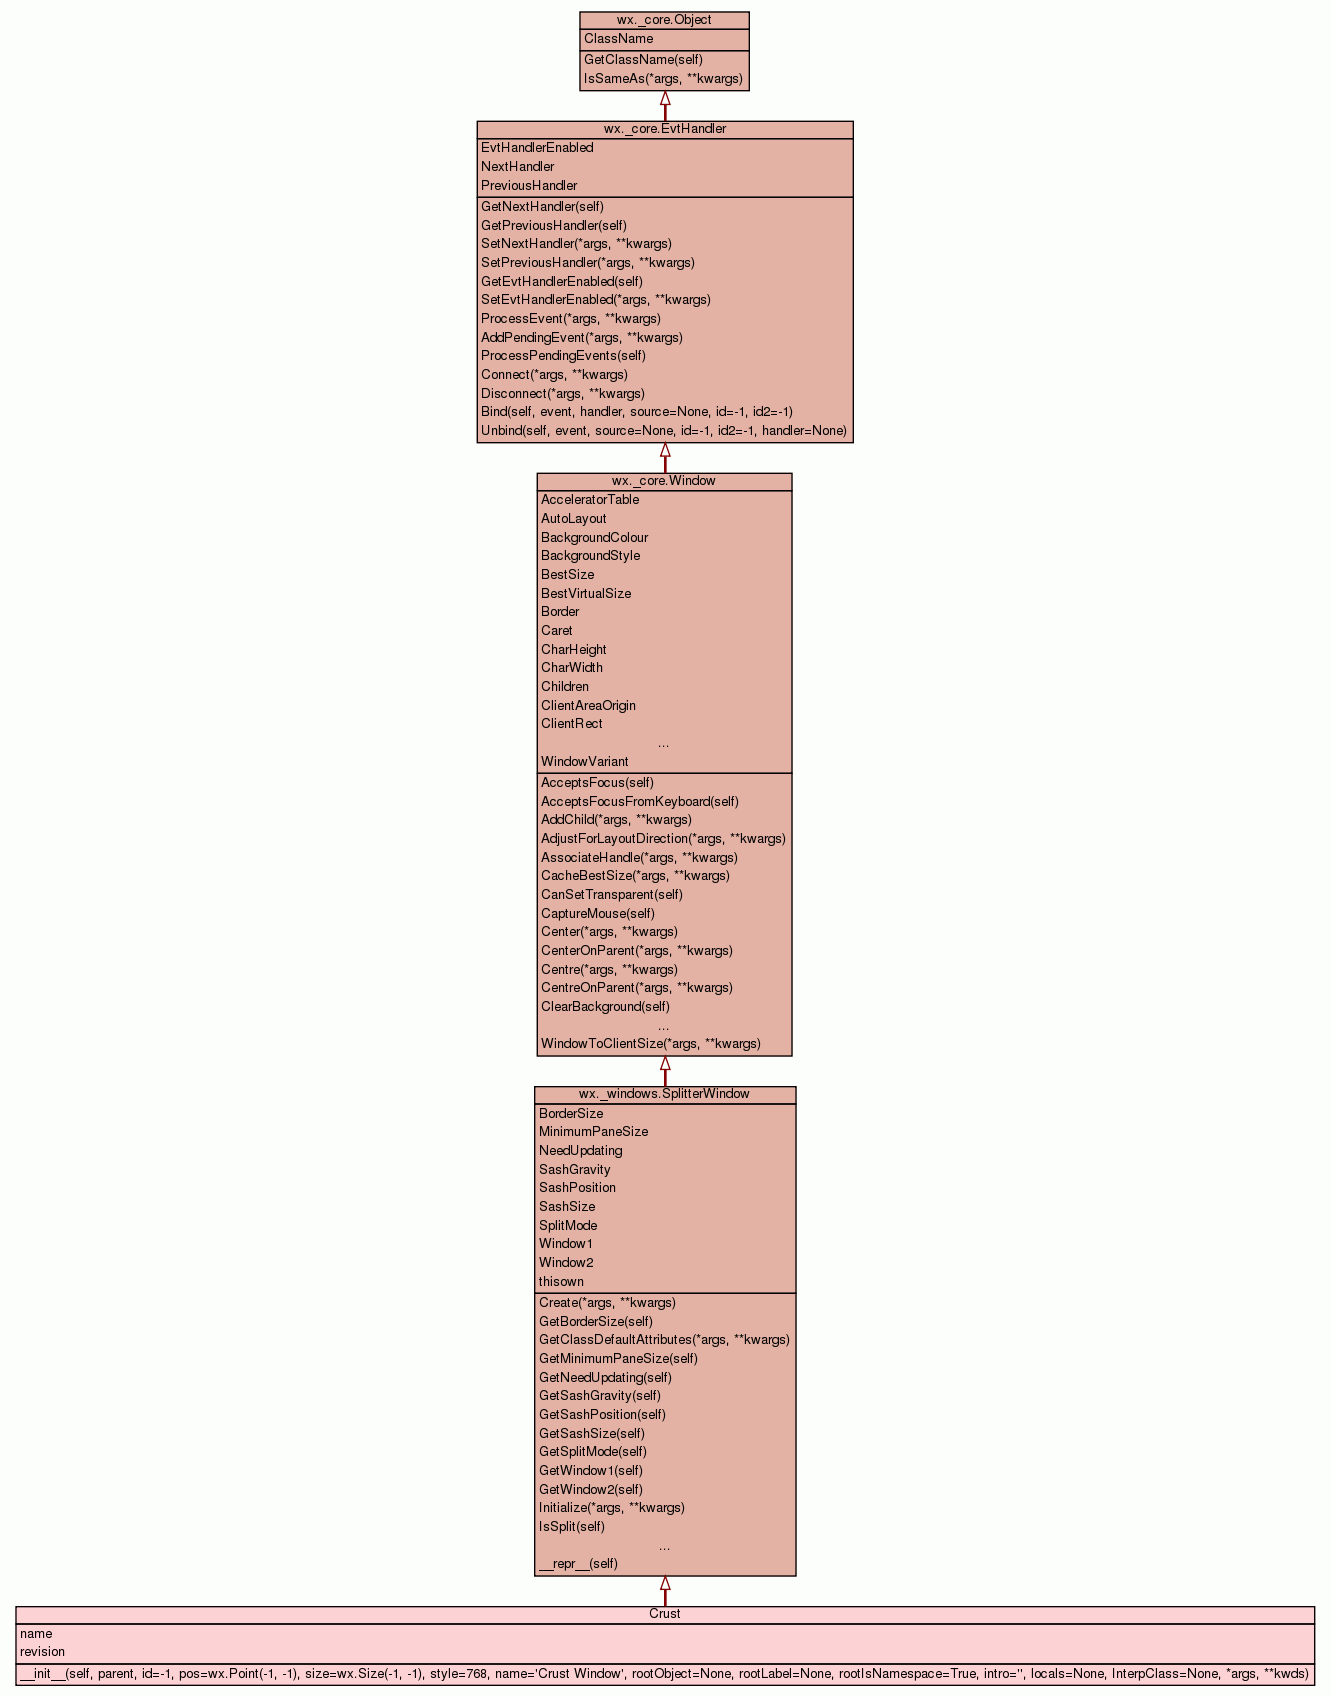 wx._core.Object
ClassName
GetClassName(self)
IsSameAs(*args, **kwargs)
wx._core.EvtHandler
EvtHandlerEnabled
NextHandler
PreviousHandler
GetNextHandler(self)
GetPreviousHandler(self)
SetNextHandler(*args, **kwargs)
SetPreviousHandler(*args, **kwargs)
GetEvtHandlerEnabled(self)
SetEvtHandlerEnabled(*args, **kwargs)
ProcessEvent(*args, **kwargs)
AddPendingEvent(*args, **kwargs)
ProcessPendingEvents(self)
Connect(*args, **kwargs)
Disconnect(*args, **kwargs)
Bind(self, event, handler, source=None, id=-1, id2=-1)
Unbind(self, event, source=None, id=-1, id2=-1, handler=None)
wx._core.Window
AcceleratorTable
AutoLayout
BackgroundColour
BackgroundStyle
BestSize
BestVirtualSize
Border
Caret
CharHeight
CharWidth
Children
ClientAreaOrigin
ClientRect
...
WindowVariant
AcceptsFocus(self)
AcceptsFocusFromKeyboard(self)
AddChild(*args, **kwargs)
AdjustForLayoutDirection(*args, **kwargs)
AssociateHandle(*args, **kwargs)
CacheBestSize(*args, **kwargs)
CanSetTransparent(self)
CaptureMouse(self)
Center(*args, **kwargs)
CenterOnParent(*args, **kwargs)
Centre(*args, **kwargs)
CentreOnParent(*args, **kwargs)
ClearBackground(self)
...
WindowToClientSize(*args, **kwargs)
wx._windows.SplitterWindow
BorderSize
MinimumPaneSize
NeedUpdating
SashGravity
SashPosition
SashSize
SplitMode
Window1
Window2
thisown
Create(*args, **kwargs)
GetBorderSize(self)
GetClassDefaultAttributes(*args, **kwargs)
GetMinimumPaneSize(self)
GetNeedUpdating(self)
GetSashGravity(self)
GetSashPosition(self)
GetSashSize(self)
GetSplitMode(self)
GetWindow1(self)
GetWindow2(self)
Initialize(*args, **kwargs)
IsSplit(self)
...
__repr__(self)
Crust
name
revision
__init__(self, parent, id=-1, pos=wx.Point(-1, -1), size=wx.Size(-1, -1), style=768, name='Crust Window', rootObject=None, rootLabel=None, rootIsNamespace=True, intro='', locals=None, InterpClass=None, *args, **kwds)